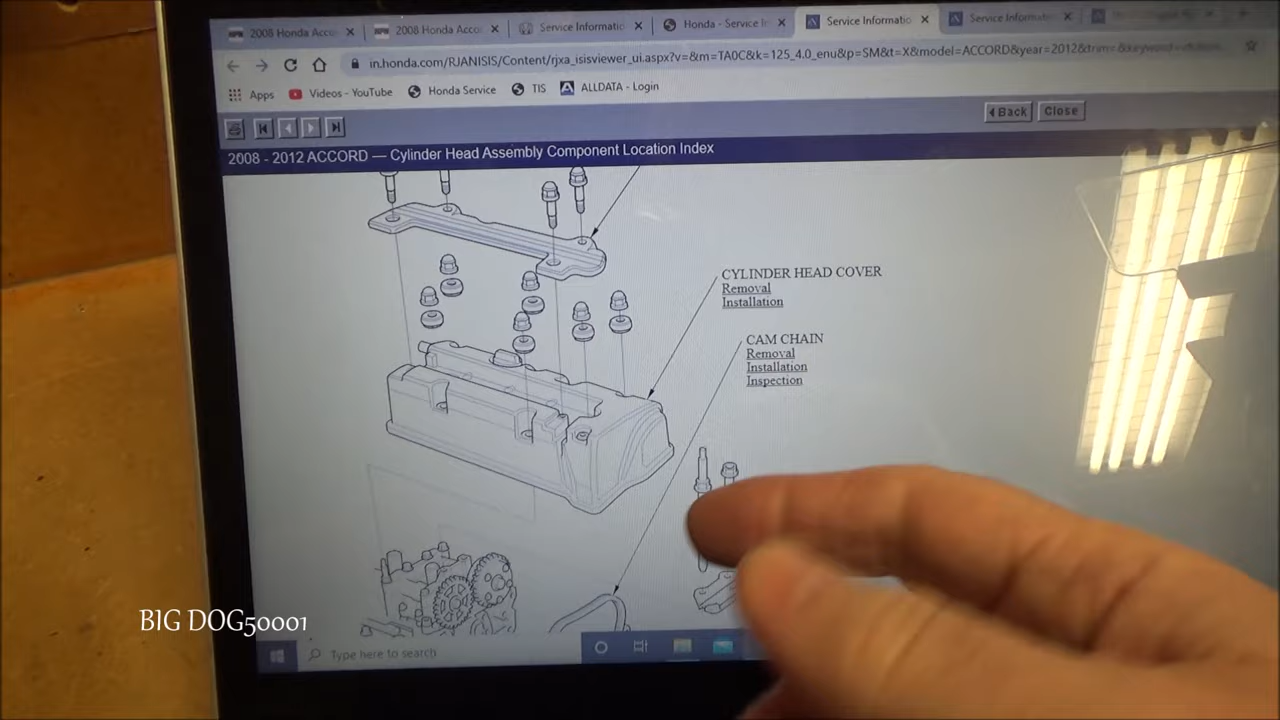 2008 Honda Acco
2008 Honda Acco
Service Informatio
Honda - Service In
Service Informatio
Service Informatio
in.honda.com/RJANISIS/Content/rjxa_isisviewer_ui.aspx?v=&m=TA0C&k=125_4.0_enu&p=SM&t=X&model=ACCORD&year=2012&drtrim=
Apps
Videos - YouTube
Honda Service
TIS
ALLDATA - Login
Back
Close
2008 - 2012 ACCORD — Cylinder Head Assembly Component Location Index
CYLINDER HEAD COVER
Removal
Installation
CAM CHAIN
Removal
Installation
Inspection
BIG DOG50001
Type here to search